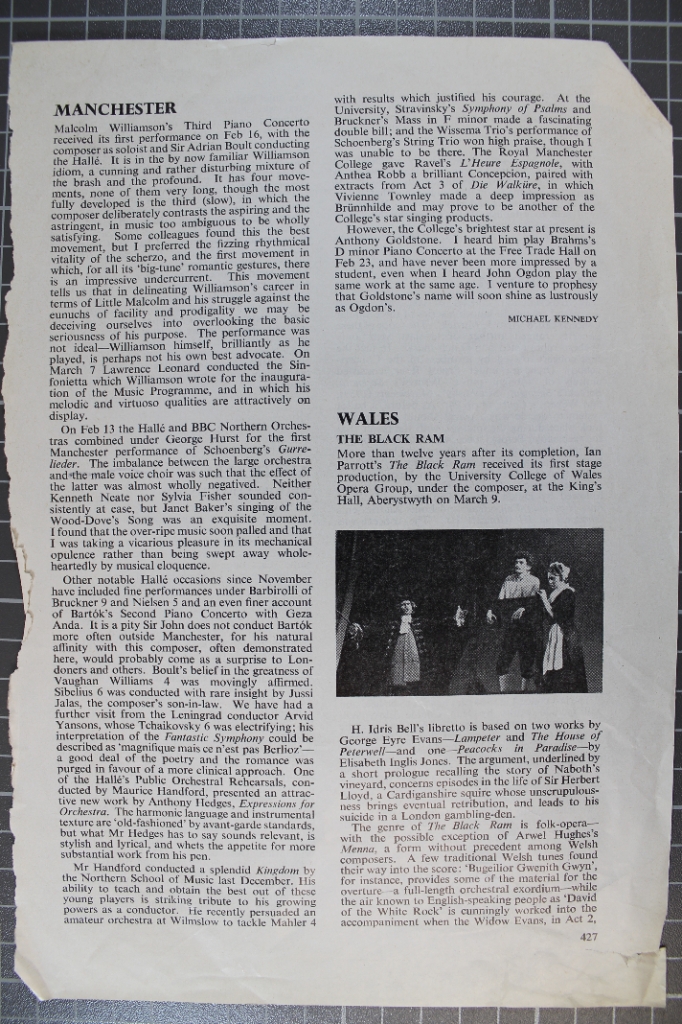 MANCHESTER
Malcolm Williamson's Third Piano Concerto
received its first performance on Feb 16, with the
composer as soloist and Sir Adrian Boult conducting
the Hallé. It is in the by now familiar Williamson
idiom, a cunning and rather disturbing mixture of
the brash and the profound. It has four move-
ments, none of them very long, though the most
fully developed is the third (slow), in which the
composer deliberately contrasts the aspiring and the
astringent, in music too ambiguous to be wholly
satisfying. Some colleagues found this the best
movement, but I preferred the fizzing rhythmical
vitality of the scherzo, and the first movement in
which, for all its 'big-tune' romantic gestures, there
is an impressive undercurrent. This movement
tells us that in delineating Williamson's career in
terms of Little Malcolm and his struggle against the
eunuchs of facility and prodigality we may be
deceiving ourselves into overlooking the basic
seriousness of his purpose. The performance was
not ideal—Williamson himself, brilliantly as he
played, is perhaps not his own best advocate. On
March 7 Lawrence Leonard conducted the Sin-
fonietta which Williamson wrote for the inaugura-
tion of the Music Programme, and in which his
melodic and virtuoso qualities are attractively on
display.
On Feb 13 the Hallé and BBC Northern Orches-
tras combined under George Hurst for the first
Manchester performance of Schoenberg's Gurre-
lieder. The imbalance between the large orchestra
and the male voice choir was such that the effect of
the latter was almost wholly negatived. Neither
Kenneth Neate nor Sylvia Fisher sounded con-
sistently at ease, but Janet Baker's singing of the
Wood-Dove's Song was an exquisite moment.
I found that the over-ripe music soon palled and that
I was taking a vicarious pleasure in its mechanical
opulence rather than being swept away whole-
heartedly by musical eloquence.
Other notable Hallé occasions since November
have included fine performances under Barbirolli of
Bruckner 9 and Nielsen 5 and an even finer account
of Bartók's Second Piano Concerto with Geza
Anda. It is a pity Sir John does not conduct Bartók
more often outside Manchester, for his natural
affinity with this composer, often demonstrated
here, would probably come as a surprise to Lon-
doners and others. Boult's belief in the greatness of
Vaughan Williams 4 was movingly affirmed.
Sibelius 6 was conducted with rare insight by Jussi
Jalas, the composer's son-in-law. We have had a
further visit from the Leningrad conductor Arvid
Yansons, whose Tchaikovsky 6 was electrifying; his
interpretation of the Fantastic Symphony could be
described as 'magnifique mais ce n'est pas Berlioz'—
a good deal of the poetry and the romance was
purged in favour of a more clinical approach. One
of the Hallé's Public Orchestral Rehearsals, con-
ducted by Maurice Handford, presented an attrac-
tive new work by Anthony Hedges, Expressions for
Orchestra. The harmonic language and instrumental
texture are 'old-fashioned' by avant-garde standards,
but what Mr Hedges has to say sounds relevant, is
stylish and lyrical, and whets the appetite for more
substantial work from his pen.
Mr Handford conducted a splendid Kingdom by
the Northern School of Music last December. His
ability to teach and obtain the best out of these
young players is striking tribute to his growing
powers as a conductor. He recently persuaded an
amateur orchestra at Wilmslow to tackle Mahler 4
with results which justified his courage. At the
University, Stravinsky's Symphony of Psalms and
Bruckner's Mass in F minor made a fascinating
double bill; and the Wissema Trio's performance of
Schoenberg's String Trio won high praise, though I
was unable to be there. The Royal Manchester
College gave Ravel's L'Heure Espagnole, with
Anthea Robb a brilliant Concepcion, paired with
extracts from Act 3 of Die Walküre, in which
Vivienne Townley made a deep impression as
Brünnhilde and may prove to be another of the
College's star singing products.
However, the College's brightest star at present is
Anthony Goldstone. I heard him play Brahms's
D minor Piano Concerto at the Free Trade Hall on
Feb 23, and have never been more impressed by a
student, even when I heard John Ogdon play the
same work at the same age. I venture to prophesy
that Goldstone's name will soon shine as lustrously
as Ogdon's.
MICHAEL KENNEDY
WALES
THE BLACK RAM
More than twelve years after its completion, Ian
Parrott's The Black Ram received its first stage
production, by the University College of Wales
Opera Group, under the composer, at the King's
Hall, Aberystwyth on March 9.
H. Idris Bell's libretto is based on two works by
George Eyre Evans—Lampeter and The House of
Peterwell—and one—Peacocks in Paradise—by
Elisabeth Inglis Jones. The argument, underlined by
a short prologue recalling the story of Naboth's
vineyard, concerns episodes in the life of Sir Herbert
Lloyd, a Cardiganshire squire whose unscrupulous-
ness brings eventual retribution, and leads to his
suicide in a London gambling-den.
The genre of The Black Ram is folk-opera—
with the possible exception of Arwel Hughes's
Menna, a form without precedent among Welsh
composers. A few traditional Welsh tunes found
their way into the score: 'Bugeilior Gwenith Gwyn',
for instance, provides some of the material for the
overture—a full-length orchestral exordium—while
the air known to English-speaking people as 'David
of the White Rock' is cunningly worked into the
accompaniment when the Widow Evans, in Act 2,
427